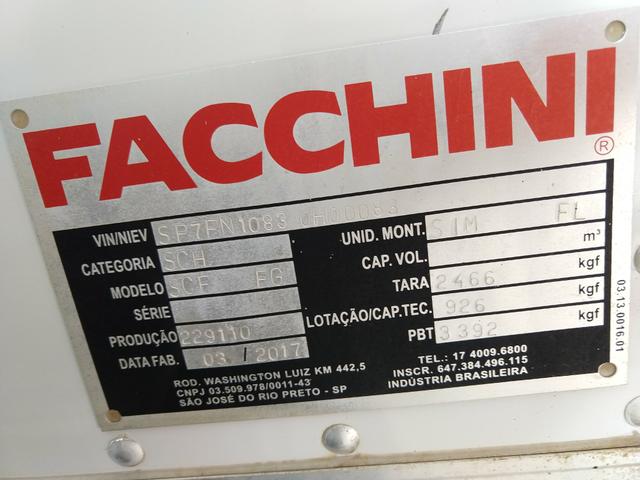 FACCHINI ®
VIN/NIEV SP7FN1083 0H00083
CATEGORIA SCH UNID. MONT. SIM FL
MODELO SCF FG CAP. VOL. m³
SÉRIE TARA 2466 kgf
PRODUÇÃO 229110 LOTAÇÃO/CAP.TEC. 926 kgf
DATA FAB. 03 / 2017 PBT 3392 kgf
ROD. WASHINGTON LUIZ KM 442,5 TEL.: 17 4009.6800
CNPJ 03.509.978/0011-43 INSCR. 647.384.496.115
SÃO JOSÉ DO RIO PRETO - SP INDÚSTRIA BRASILEIRA
03.13.0016.01